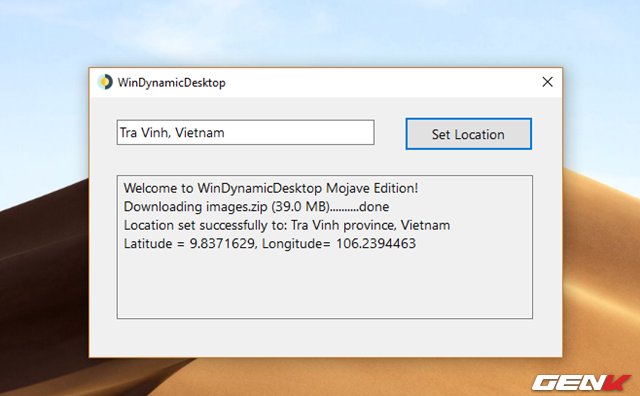 WinDynamicDesktop
Tra Vinh, Vietnam
Set Location
Welcome to WinDynamicDesktop Mojave Edition!
Downloading images.zip (39.0 MB)..........done
Location set successfully to: Tra Vinh province, Vietnam
Latitude = 9.8371629, Longitude= 106.2394463
GENK